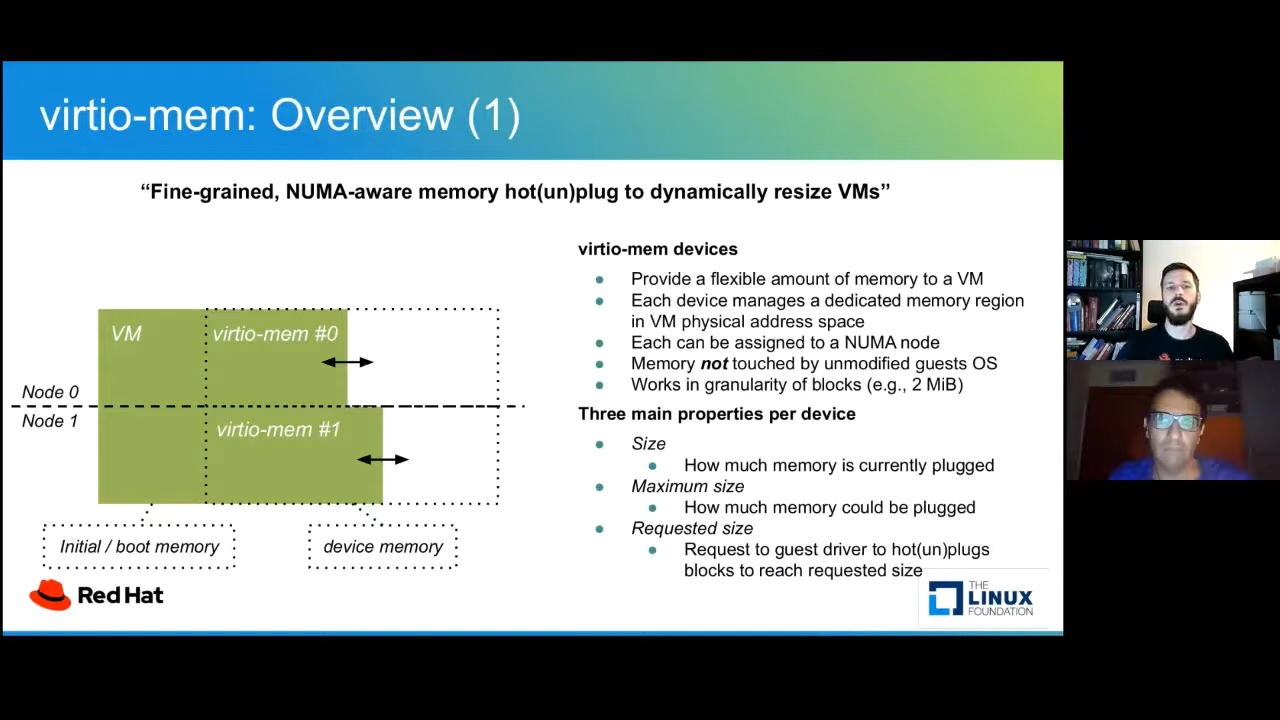 virtio-mem: Overview (1)
“Fine-grained, NUMA-aware memory hot(un)plug to dynamically resize VMs”
VM
virtio-mem #0
Node 0
Node 1
virtio-mem #1
Initial / boot memory
device memory
virtio-mem devices
Provide a flexible amount of memory to a VM
Each device manages a dedicated memory region
in VM physical address space
Each can be assigned to a NUMA node
Memory not touched by unmodified guests OS
Works in granularity of blocks (e.g., 2 MiB)
Three main properties per device
Size
How much memory is currently plugged
Maximum size
How much memory could be plugged
Requested size
Request to guest driver to hot(un)plugs
blocks to reach requested size
Red Hat
THE
LINUX
FOUNDATION